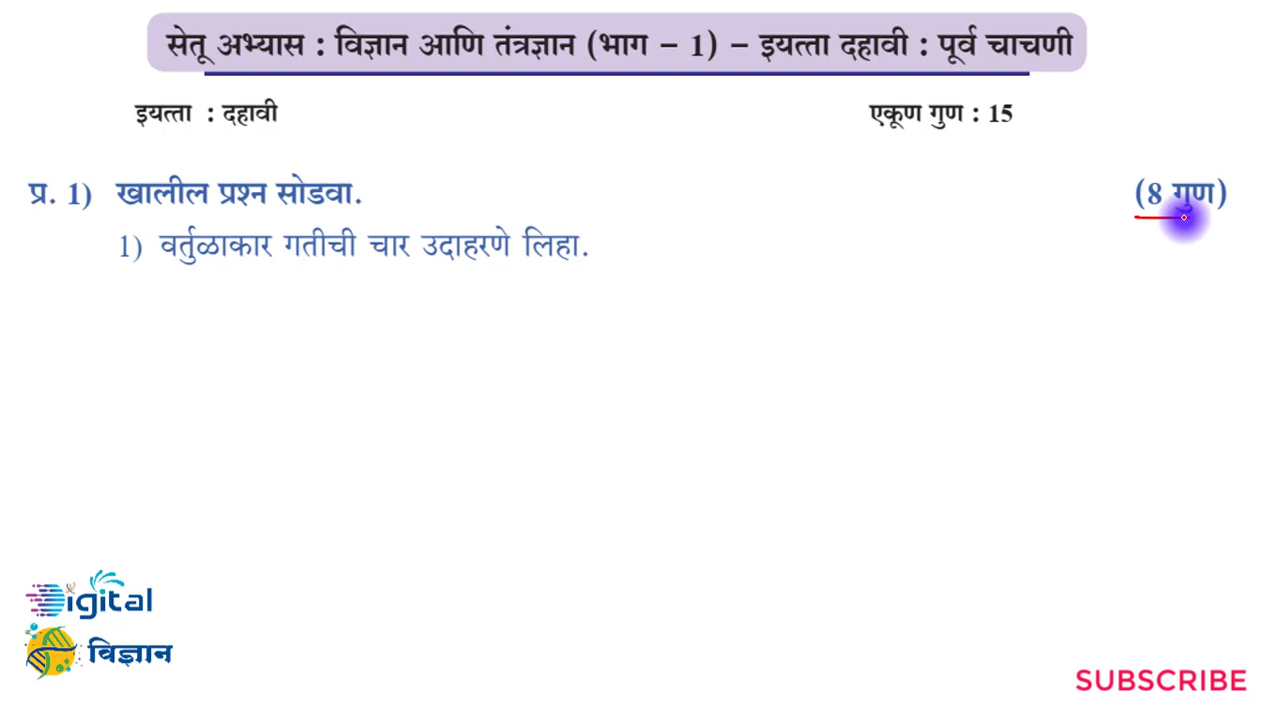 सेतू अभ्यास : विज्ञान आणि तंत्रज्ञान (भाग – 1) – इयत्ता दहावी : पूर्व चाचणी
इयत्ता : दहावी एकूण गुण : 15
प्र. 1) खालील प्रश्न सोडवा. (8 गुण)
1) वर्तुळाकार गतीची चार उदाहरणे लिहा.
Digital
विज्ञान
SUBSCRIBE